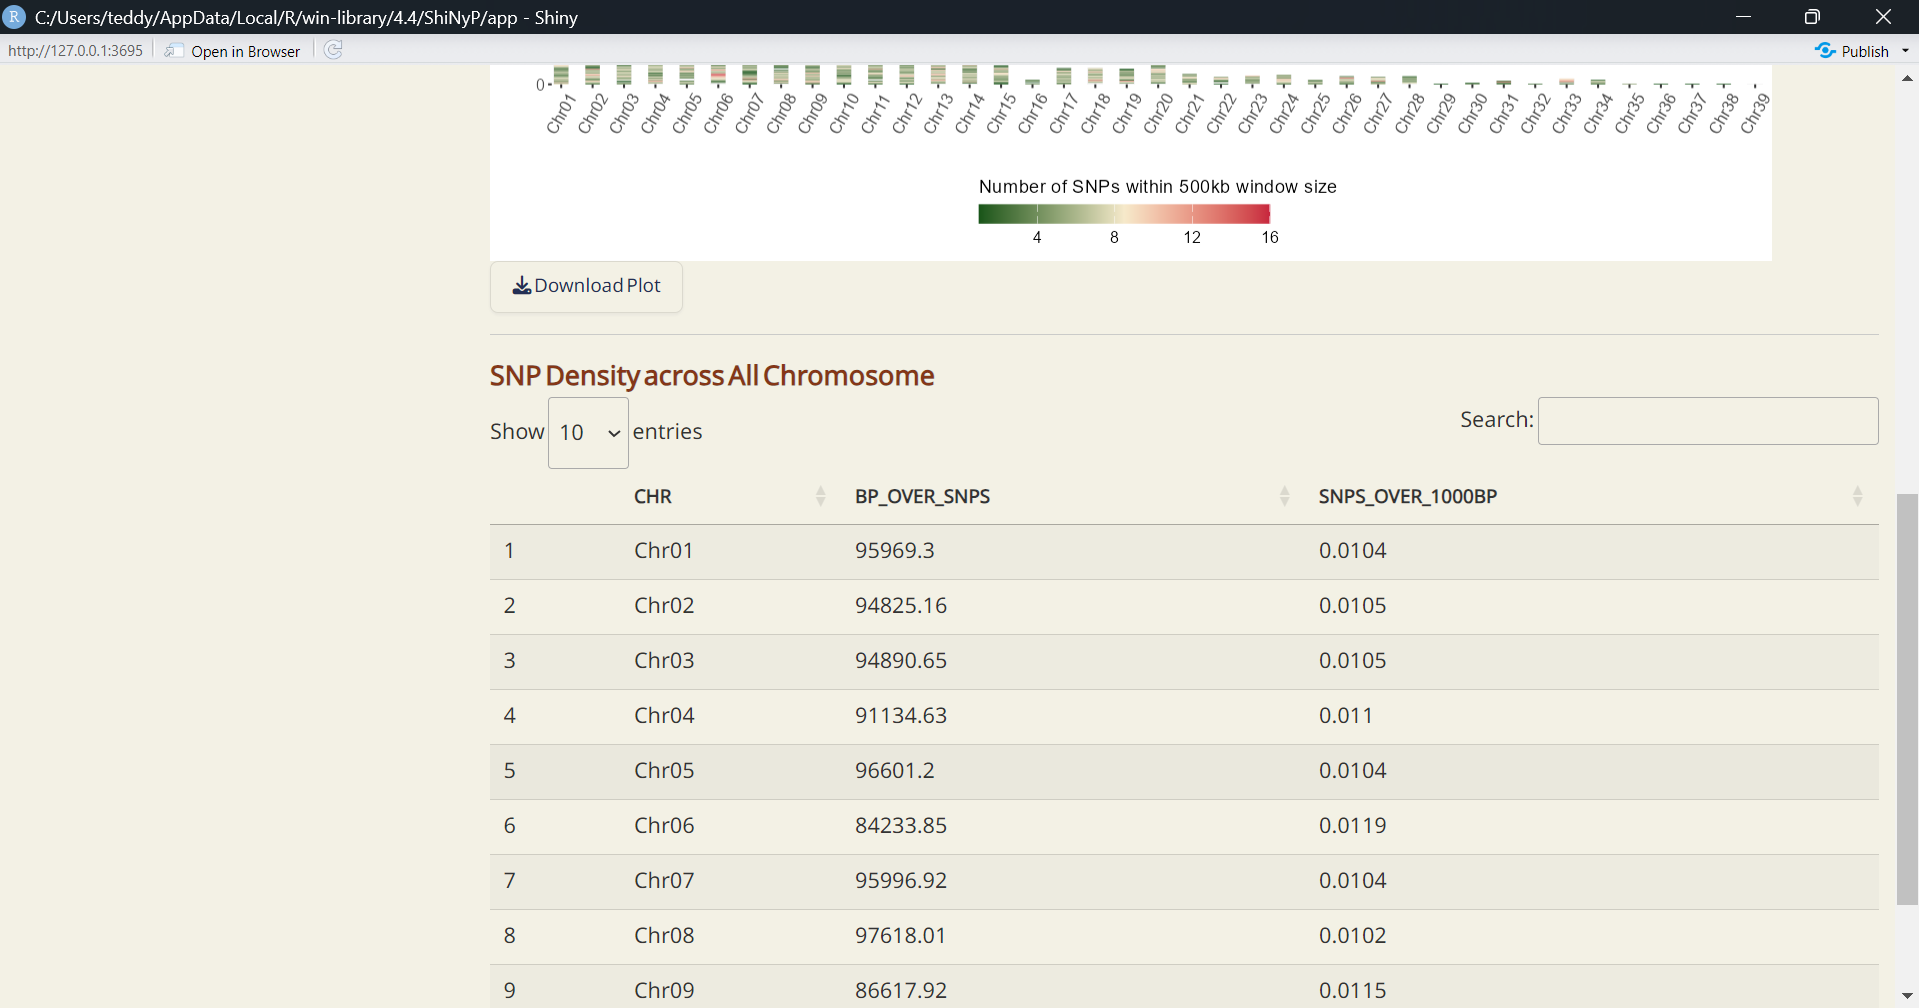 R C:/Users/teddy/AppData/Local/R/win-library/4.4/ShiNyP/app - Shiny
http://127.0.0.1:3695 Open in Browser Publish
0
Chr01 Chr02 Chr03 Chr04 Chr05 Chr06 Chr07 Chr08 Chr09 Chr10 Chr11 Chr12 Chr13 Chr14 Chr15 Chr16 Chr17 Chr18 Chr19 Chr20 Chr21 Chr22 Chr23 Chr24 Chr25 Chr26 Chr27 Chr28 Chr29 Chr30 Chr31 Chr32 Chr33 Chr34 Chr35 Chr36 Chr37 Chr38 Chr39
Number of SNPs within 500kb window size
4 8 12 16
Download Plot
SNP Density across All Chromosome
Show 10 entries Search:
CHR BP_OVER_SNPS SNPS_OVER_1000BP
1 Chr01 95969.3 0.0104
2 Chr02 94825.16 0.0105
3 Chr03 94890.65 0.0105
4 Chr04 91134.63 0.011
5 Chr05 96601.2 0.0104
6 Chr06 84233.85 0.0119
7 Chr07 95996.92 0.0104
8 Chr08 97618.01 0.0102
9 Chr09 86617.92 0.0115